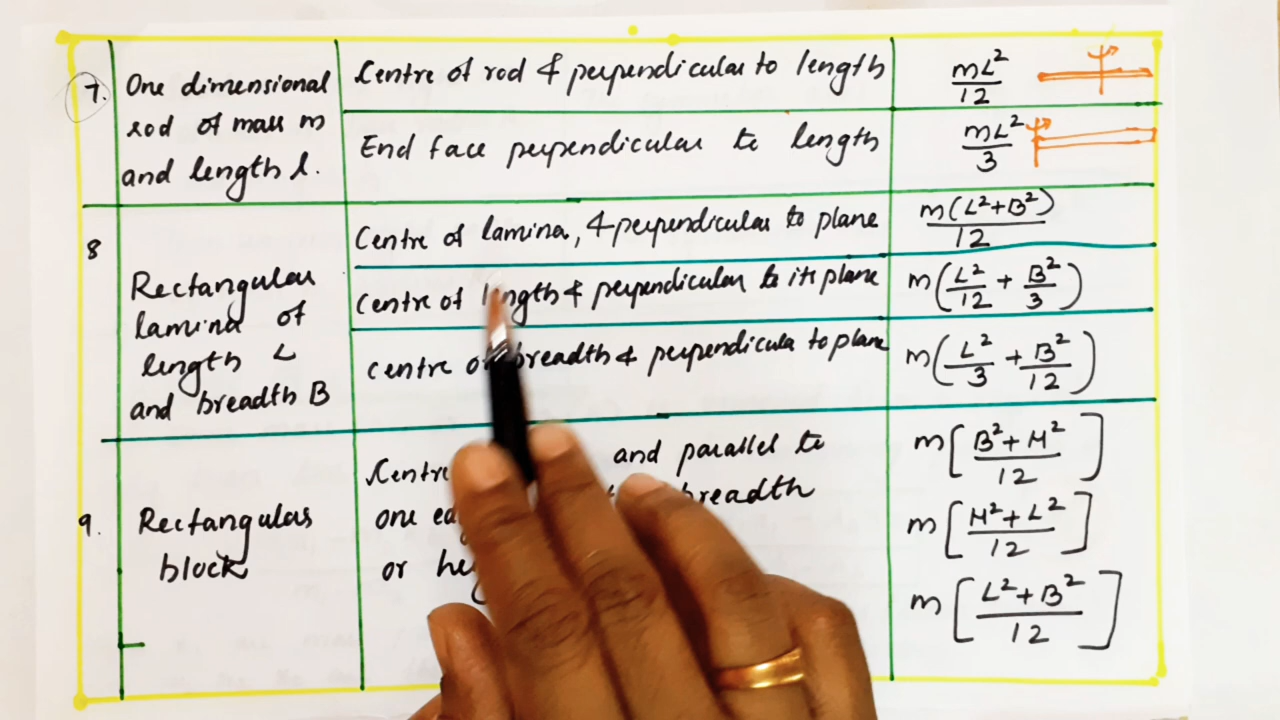 7. One dimensional
rod of mass m
and length l.
Centre of rod & perpendicular to length
mL²/12
End face perpendicular to length
mL²/3
8
Rectangular
lamina of
length L
and breadth B
Centre of lamina, & perpendicular to plane
m(L²+B²)/12
Centre of length & perpendicular to its plane
m(L²/12 + B²/3)
centre of breadth & perpendicula to plane
m(L²/3 + B²/12)
9.
Rectangular
block
Centre and parallel to
one breadth
or
m[B²+H²/12]
m[H²+L²/12]
m[L²+B²/12]